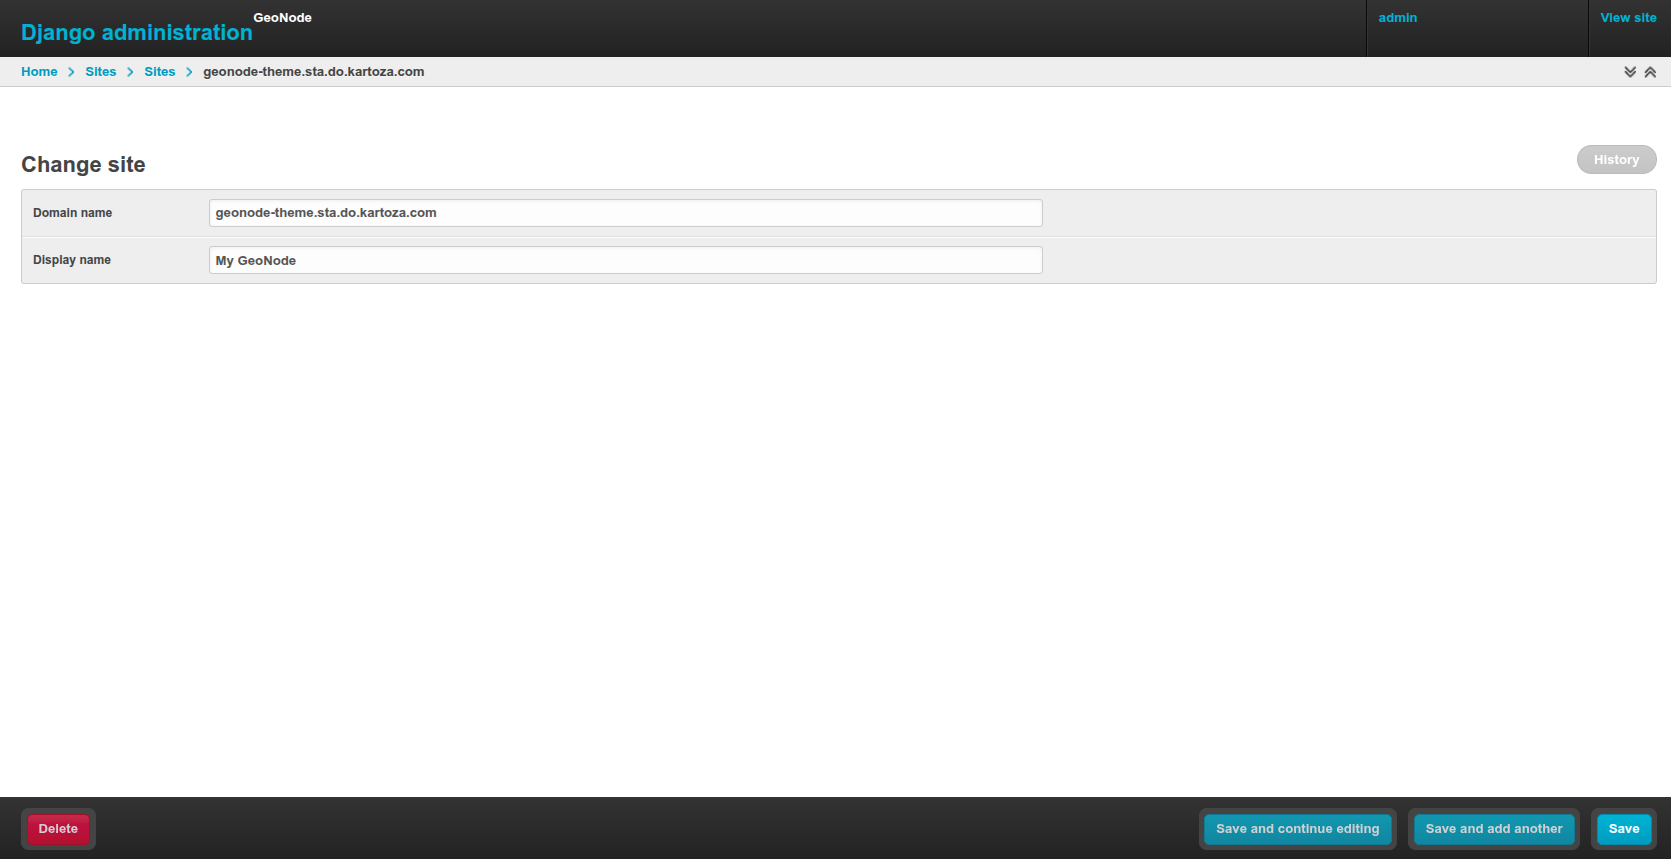 Django administration GeoNode admin View site
Home Sites Sites geonode-theme.sta.do.kartoza.com
Change site History
Domain name geonode-theme.sta.do.kartoza.com
Display name My GeoNode
Delete Save and continue editing Save and add another Save